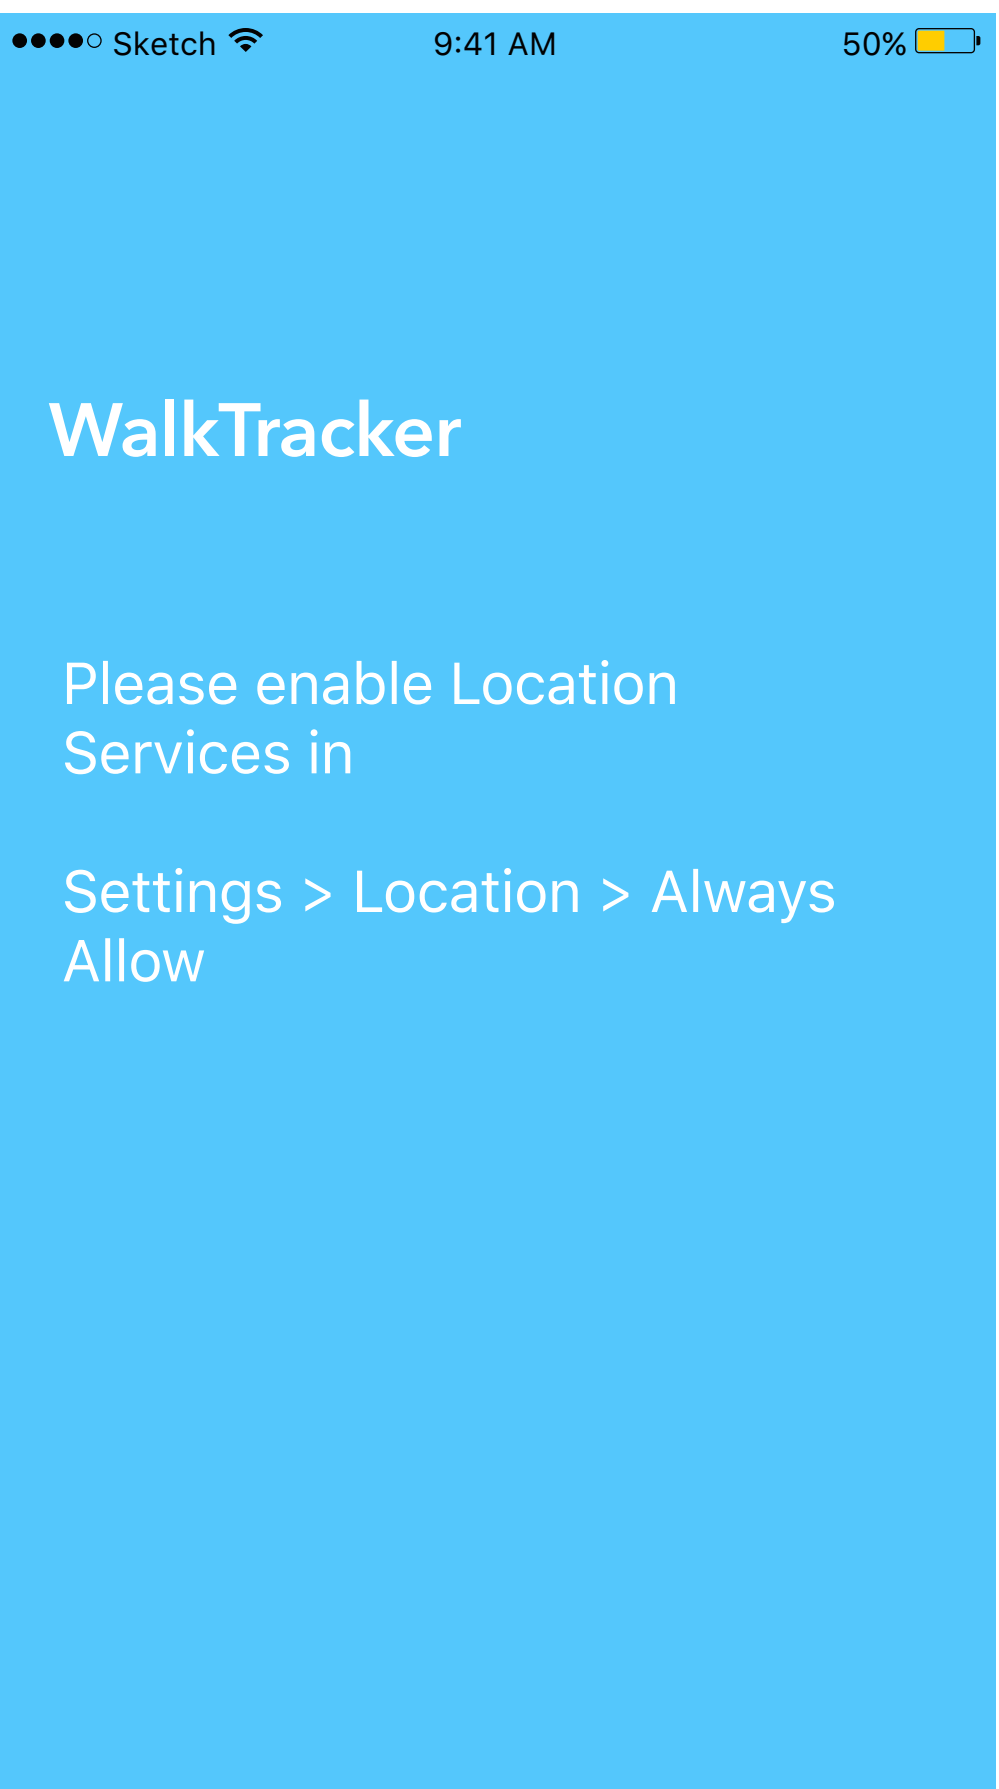 Sketch 9:41 AM 50%
WalkTracker
Please enable Location
Services in
Settings > Location > Always
Allow